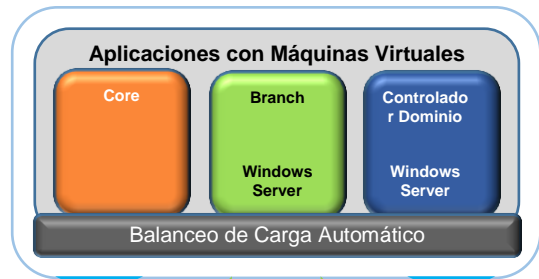 Aplicaciones con Máquinas Virtuales
Core
Branch
Windows
Server
Controlado
r Dominio
Windows
Server
Balanceo de Carga Automático